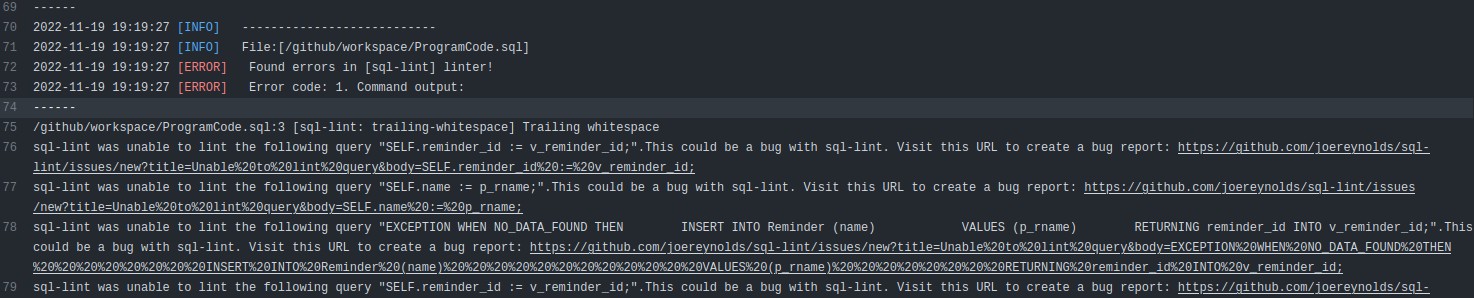 69 ------
70 2022-11-19 19:19:27 [INFO] ---------------------------
71 2022-11-19 19:19:27 [INFO] File:[/github/workspace/ProgramCode.sql]
72 2022-11-19 19:19:27 [ERROR] Found errors in [sql-lint] linter!
73 2022-11-19 19:19:27 [ERROR] Error code: 1. Command output:
74 ------
75 /github/workspace/ProgramCode.sql:3 [sql-lint: trailing-whitespace] Trailing whitespace
76 sql-lint was unable to lint the following query "SELF.reminder_id := v_reminder_id;".This could be a bug with sql-lint. Visit this URL to create a bug report: https://github.com/joereynolds/sql-
lint/issues/new?title=Unable%20to%20lint%20query&body=SELF.reminder_id%20:=%20v_reminder_id;
77 sql-lint was unable to lint the following query "SELF.name := p_rname;".This could be a bug with sql-lint. Visit this URL to create a bug report: https://github.com/joereynolds/sql-lint/issues
/new?title=Unable%20to%20lint%20query&body=SELF.name%20:=%20p_rname;
78 sql-lint was unable to lint the following query "EXCEPTION WHEN NO_DATA_FOUND THEN        INSERT INTO Reminder (name)            VALUES (p_rname)        RETURNING reminder_id INTO v_reminder_id;".This
could be a bug with sql-lint. Visit this URL to create a bug report: https://github.com/joereynolds/sql-lint/issues/new?title=Unable%20to%20lint%20query&body=EXCEPTION%20WHEN%20NO_DATA_FOUND%20THEN
%20%20%20%20%20%20%20%20INSERT%20INTO%20Reminder%20(name)%20%20%20%20%20%20%20%20%20%20%20%20VALUES%20(p_rname)%20%20%20%20%20%20%20%20RETURNING%20reminder_id%20INTO%20v_reminder_id;
79 sql-lint was unable to lint the following query "SELF.reminder_id := v_reminder_id;".This could be a bug with sql-lint. Visit this URL to create a bug report: https://github.com/joereynolds/sql-